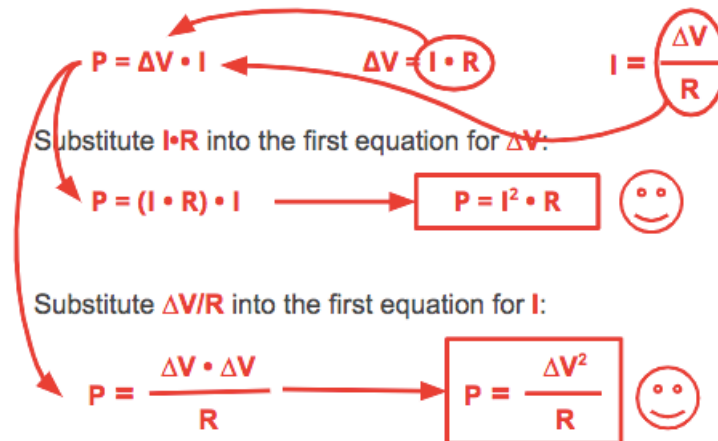 P = ΔV • I ΔV = I • R I = ΔV / R
Substitute I•R into the first equation for ΔV:
P = (I • R) • I P = I² • R
Substitute ΔV/R into the first equation for I:
P = ΔV • ΔV / R P = ΔV² / R